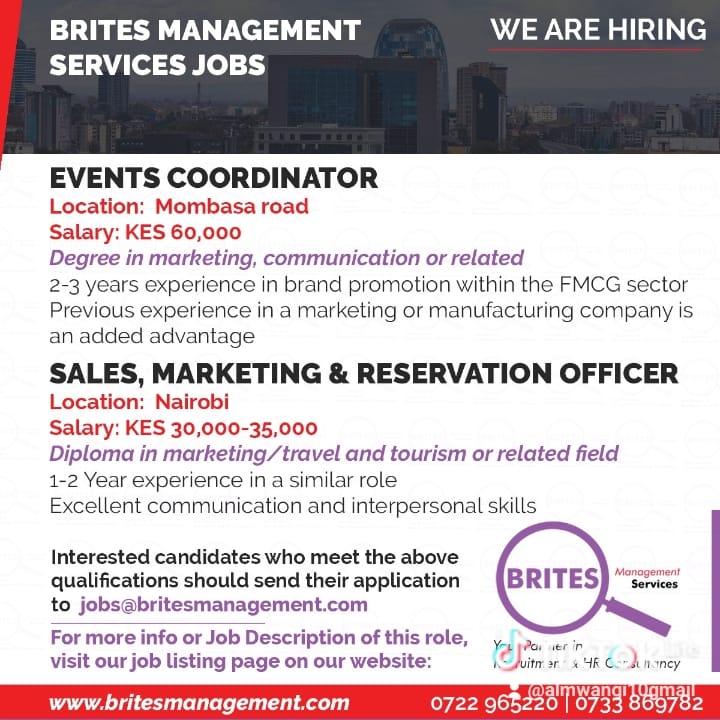 BRITES MANAGEMENT
SERVICES JOBS
WE ARE HIRING
EVENTS COORDINATOR
Location: Mombasa road
Salary: KES 60,000
Degree in marketing, communication or related
2-3 years experience in brand promotion within the FMCG sector
Previous experience in a marketing or manufacturing company is
an added advantage
SALES, MARKETING & RESERVATION OFFICER
Location: Nairobi
Salary: KES 30,000-35,000
Diploma in marketing/travel and tourism or related field
1-2 Year experience in a similar role
Excellent communication and interpersonal skills
Interested candidates who meet the above
qualifications should send their application
to jobs@britesmanagement.com
For more info or Job Description of this role,
visit our job listing page on our website:
BRITES
Management
Services
Your Partner in
Recruitment & HR Consultancy
TikTok Lite
@almwangi10gmail
www.britesmanagement.com
0722 965220 | 0733 869782